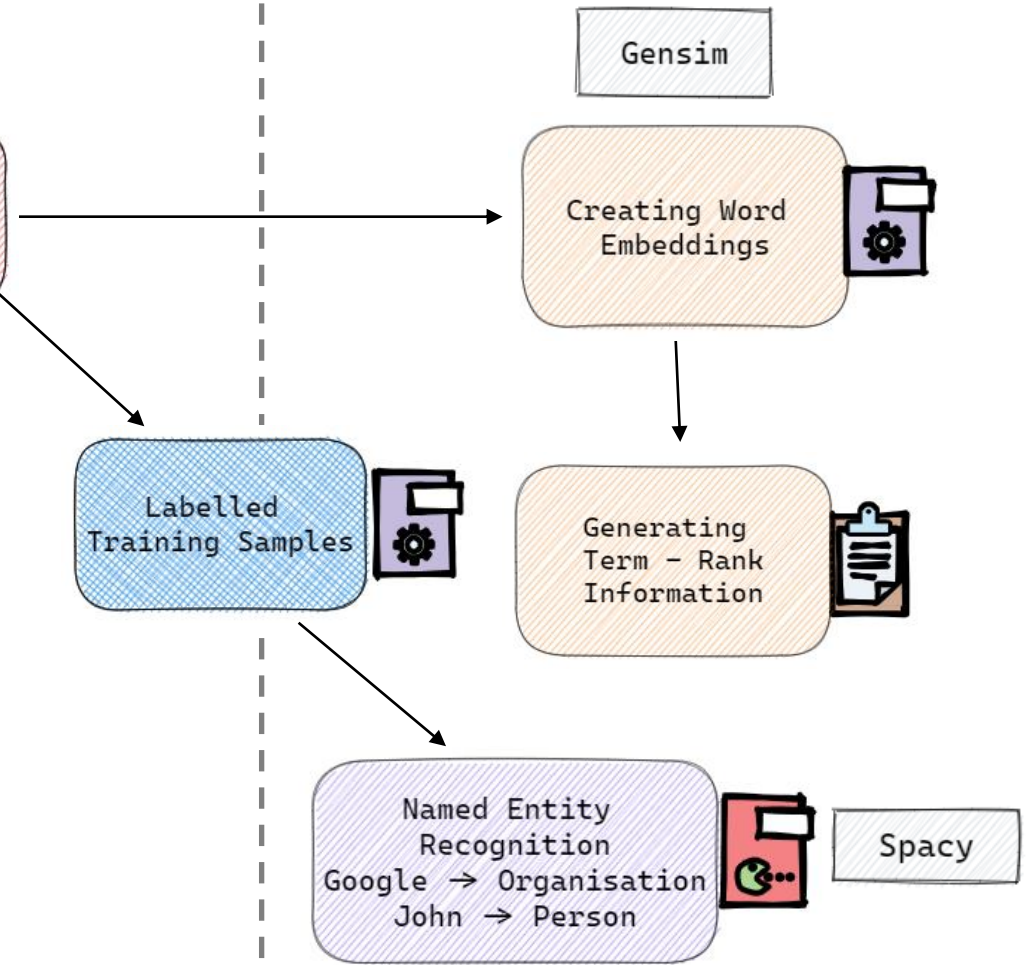 Gensim
Creating Word
Embeddings
Labelled
Training Samples
Generating
Term – Rank
Information
Named Entity
Recognition
Google → Organisation
John → Person
Spacy